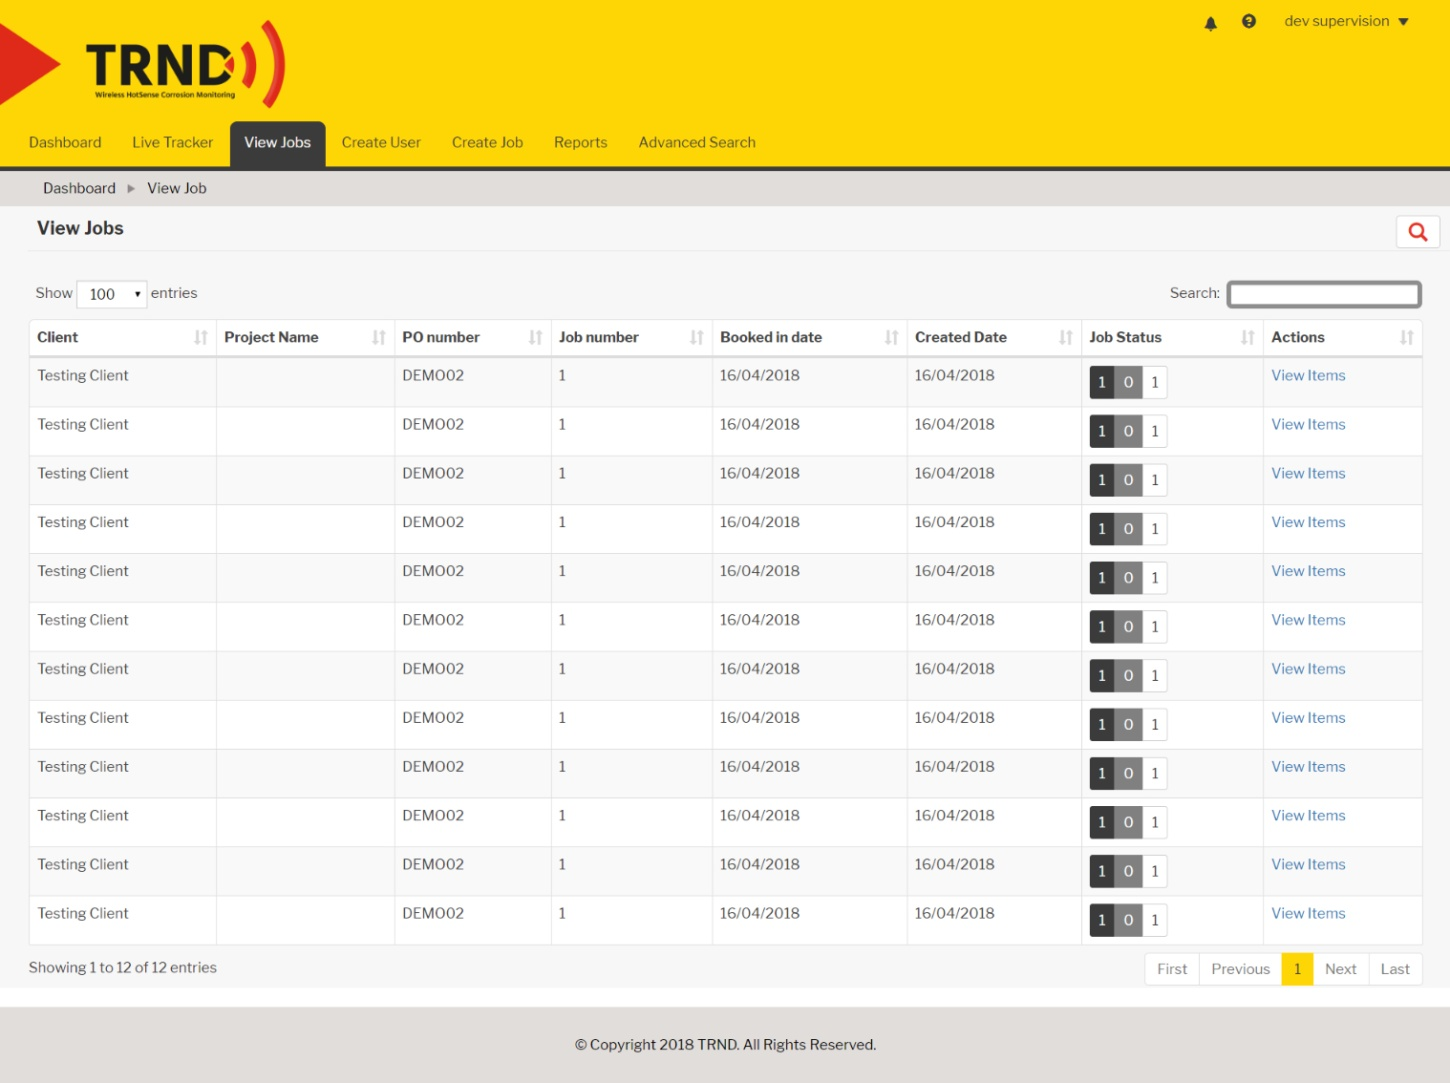 dev supervision
TRND
Wireless HotSense Corrosion Monitoring
Dashboard Live Tracker View Jobs Create User Create Job Reports Advanced Search
Dashboard View Job
View Jobs
Show 100 entries Search:
Client Project Name PO number Job number Booked in date Created Date Job Status Actions
Testing Client DEMO02 1 16/04/2018 16/04/2018 1 0 1 View Items
Testing Client DEMO02 1 16/04/2018 16/04/2018 1 0 1 View Items
Testing Client DEMO02 1 16/04/2018 16/04/2018 1 0 1 View Items
Testing Client DEMO02 1 16/04/2018 16/04/2018 1 0 1 View Items
Testing Client DEMO02 1 16/04/2018 16/04/2018 1 0 1 View Items
Testing Client DEMO02 1 16/04/2018 16/04/2018 1 0 1 View Items
Testing Client DEMO02 1 16/04/2018 16/04/2018 1 0 1 View Items
Testing Client DEMO02 1 16/04/2018 16/04/2018 1 0 1 View Items
Testing Client DEMO02 1 16/04/2018 16/04/2018 1 0 1 View Items
Testing Client DEMO02 1 16/04/2018 16/04/2018 1 0 1 View Items
Testing Client DEMO02 1 16/04/2018 16/04/2018 1 0 1 View Items
Testing Client DEMO02 1 16/04/2018 16/04/2018 1 0 1 View Items
Showing 1 to 12 of 12 entries First Previous 1 Next Last
© Copyright 2018 TRND. All Rights Reserved.